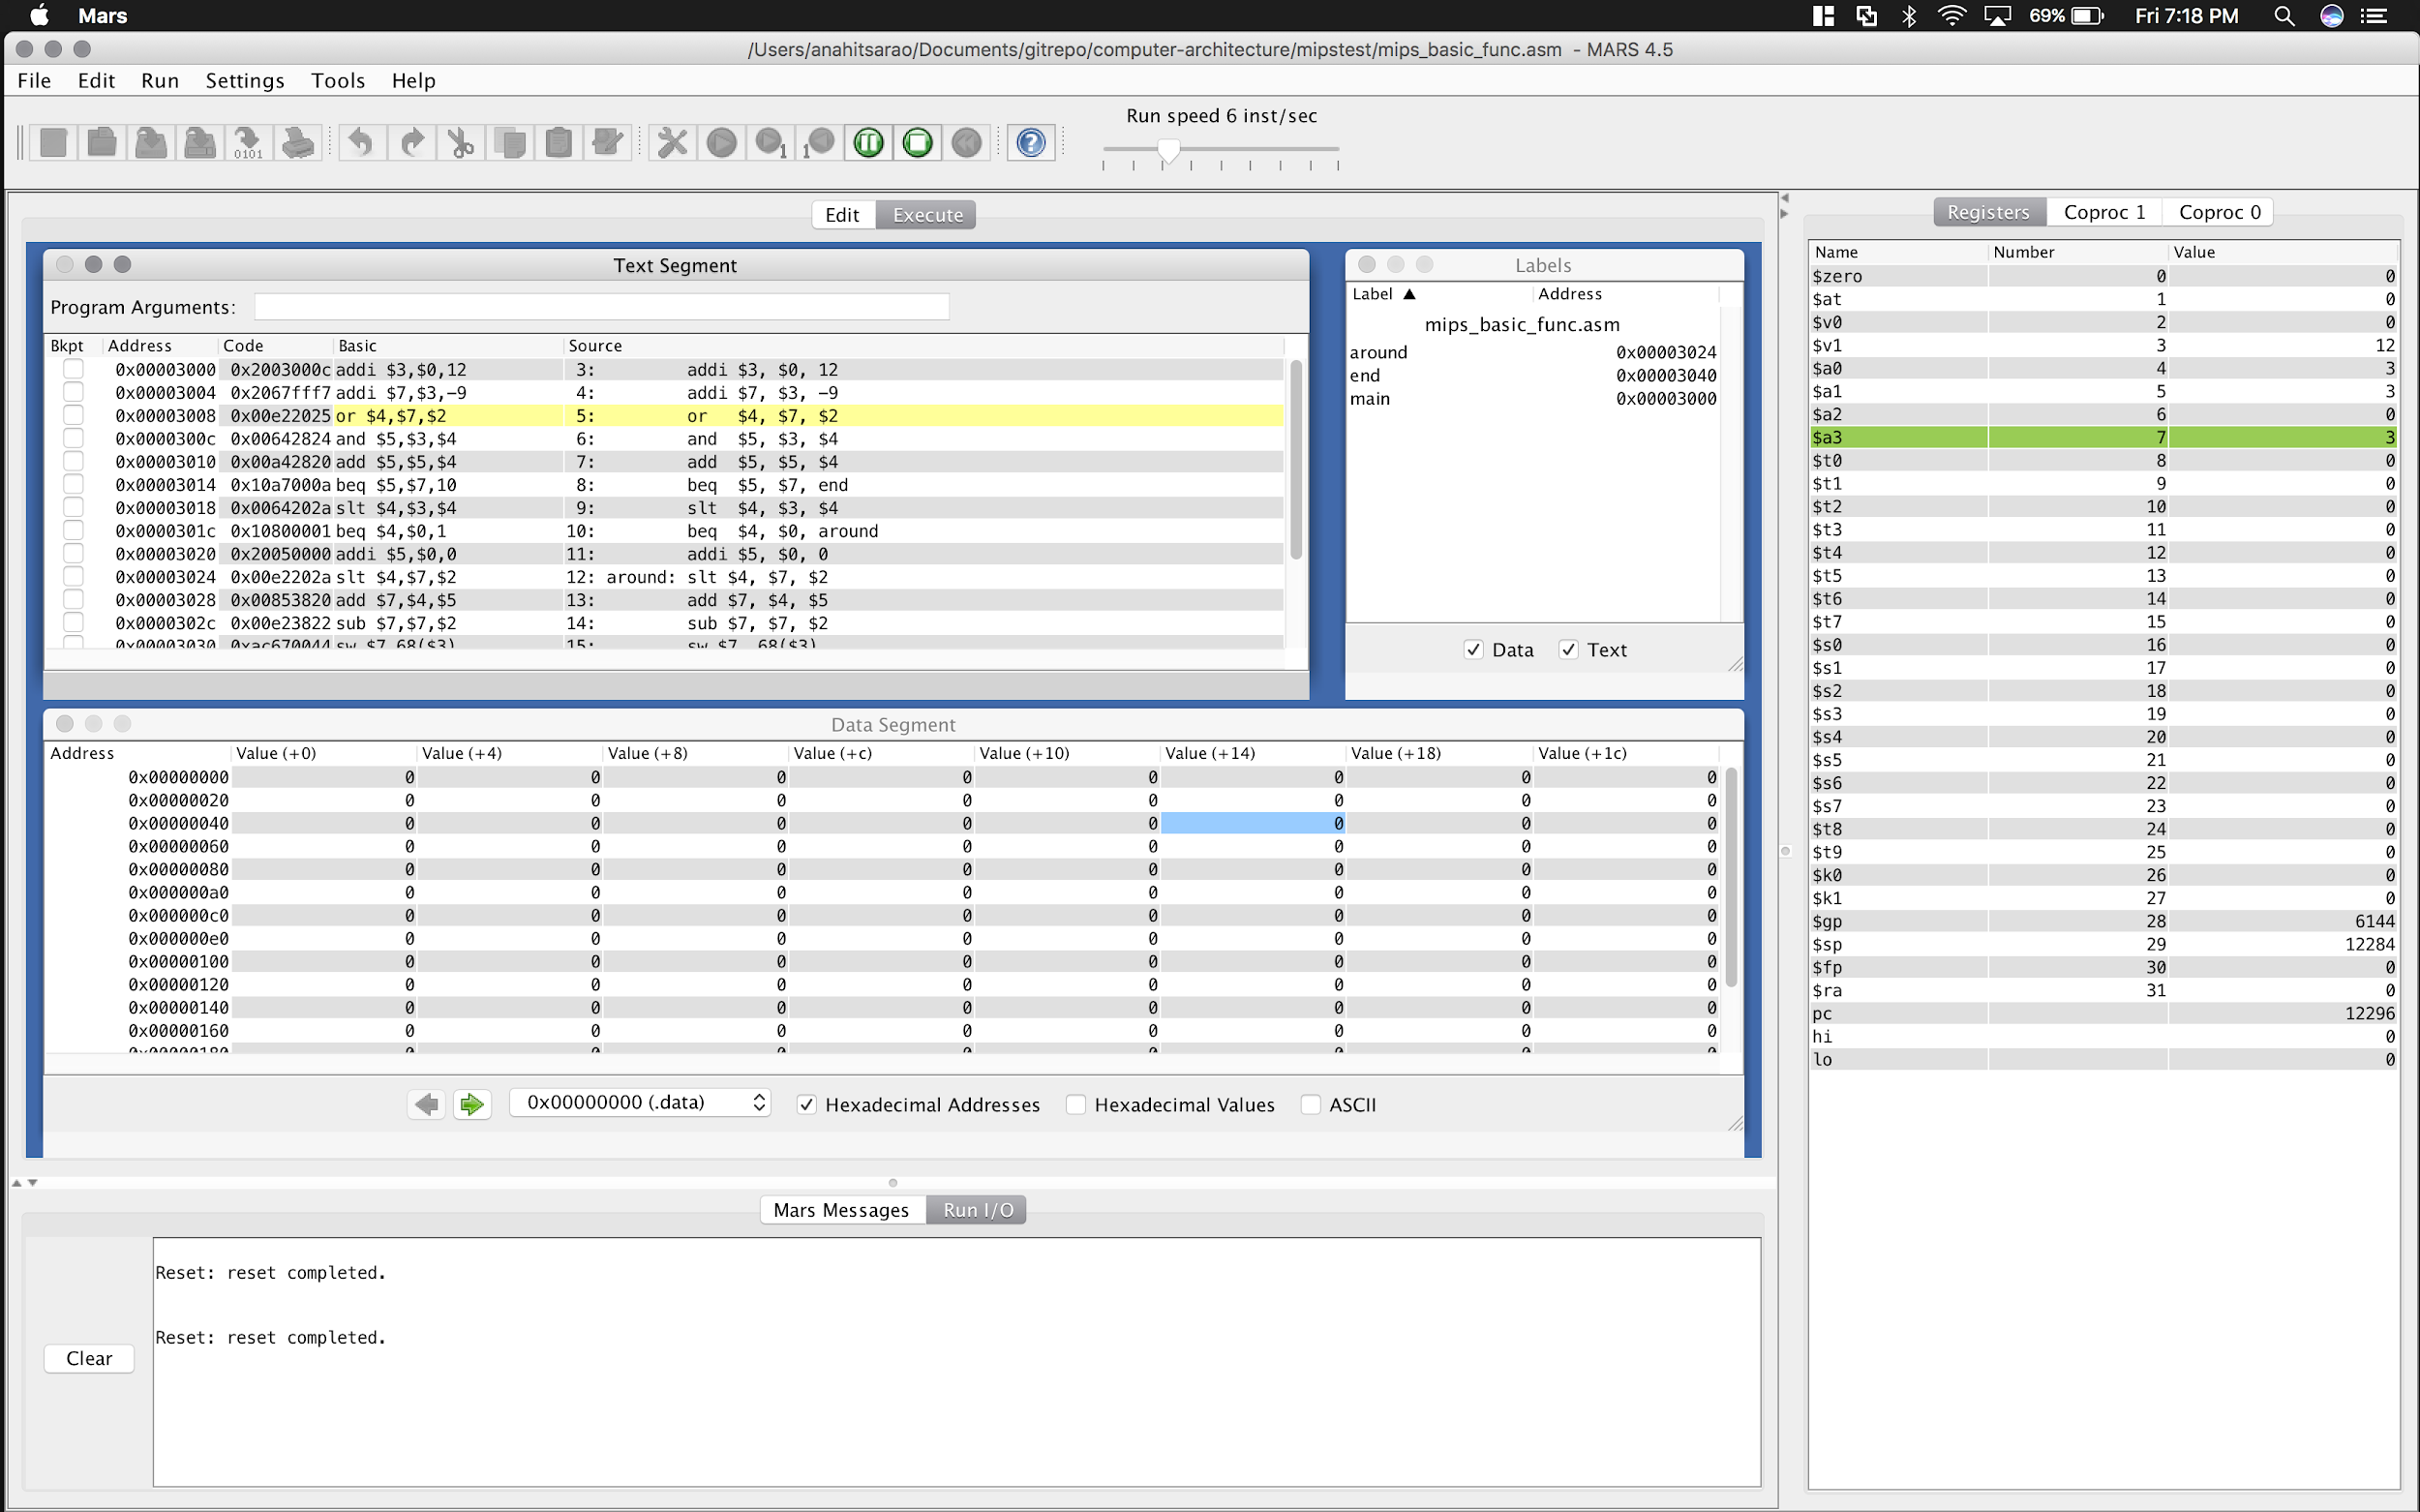 Mars 69% Fri 7:18 PM
/Users/anahitsarao/Documents/gitrepo/computer-architecture/mipstest/mips_basic_func.asm - MARS 4.5
File Edit Run Settings Tools Help
Run speed 6 inst/sec
0101 1 1
Edit Execute
Text Segment
Program Arguments:
Bkpt Address Code Basic Source
0x00003000 0x2003000c addi $3,$0,12 3: addi $3, $0, 12
0x00003004 0x2067fff7 addi $7,$3,-9 4: addi $7, $3, -9
0x00003008 0x00e22025 or $4,$7,$2 5: or $4, $7, $2
0x0000300c 0x00642824 and $5,$3,$4 6: and $5, $3, $4
0x00003010 0x00a42820 add $5,$5,$4 7: add $5, $5, $4
0x00003014 0x10a7000a beq $5,$7,10 8: beq $5, $7, end
0x00003018 0x0064202a slt $4,$3,$4 9: slt $4, $3, $4
0x0000301c 0x10800001 beq $4,$0,1 10: beq $4, $0, around
0x00003020 0x20050000 addi $5,$0,0 11: addi $5, $0, 0
0x00003024 0x00e2202a slt $4,$7,$2 12: around: slt $4, $7, $2
0x00003028 0x00853820 add $7,$4,$5 13: add $7, $4, $5
0x0000302c 0x00e23822 sub $7,$7,$2 14: sub $7, $7, $2
0x00003030 0xac670044 sw $7,68($3) 15: sw $7, 68($3)
Labels
Label ▲ Address
mips_basic_func.asm
around 0x00003024
end 0x00003040
main 0x00003000
Data Text
Data Segment
Address Value (+0) Value (+4) Value (+8) Value (+c) Value (+10) Value (+14) Value (+18) Value (+1c)
0x00000000 0 0 0 0 0 0 0 0
0x00000020 0 0 0 0 0 0 0 0
0x00000040 0 0 0 0 0 0 0 0
0x00000060 0 0 0 0 0 0 0 0
0x00000080 0 0 0 0 0 0 0 0
0x000000a0 0 0 0 0 0 0 0 0
0x000000c0 0 0 0 0 0 0 0 0
0x000000e0 0 0 0 0 0 0 0 0
0x00000100 0 0 0 0 0 0 0 0
0x00000120 0 0 0 0 0 0 0 0
0x00000140 0 0 0 0 0 0 0 0
0x00000160 0 0 0 0 0 0 0 0
0x00000180 0 0 0 0 0 0 0 0
0x00000000 (.data) Hexadecimal Addresses Hexadecimal Values ASCII
Mars Messages Run I/O
Reset: reset completed.
Reset: reset completed.
Clear
Registers Coproc 1 Coproc 0
Name Number Value
$zero 0 0
$at 1 0
$v0 2 0
$v1 3 12
$a0 4 3
$a1 5 3
$a2 6 0
$a3 7 3
$t0 8 0
$t1 9 0
$t2 10 0
$t3 11 0
$t4 12 0
$t5 13 0
$t6 14 0
$t7 15 0
$s0 16 0
$s1 17 0
$s2 18 0
$s3 19 0
$s4 20 0
$s5 21 0
$s6 22 0
$s7 23 0
$t8 24 0
$t9 25 0
$k0 26 0
$k1 27 0
$gp 28 6144
$sp 29 12284
$fp 30 0
$ra 31 0
pc 12296
hi 0
lo 0